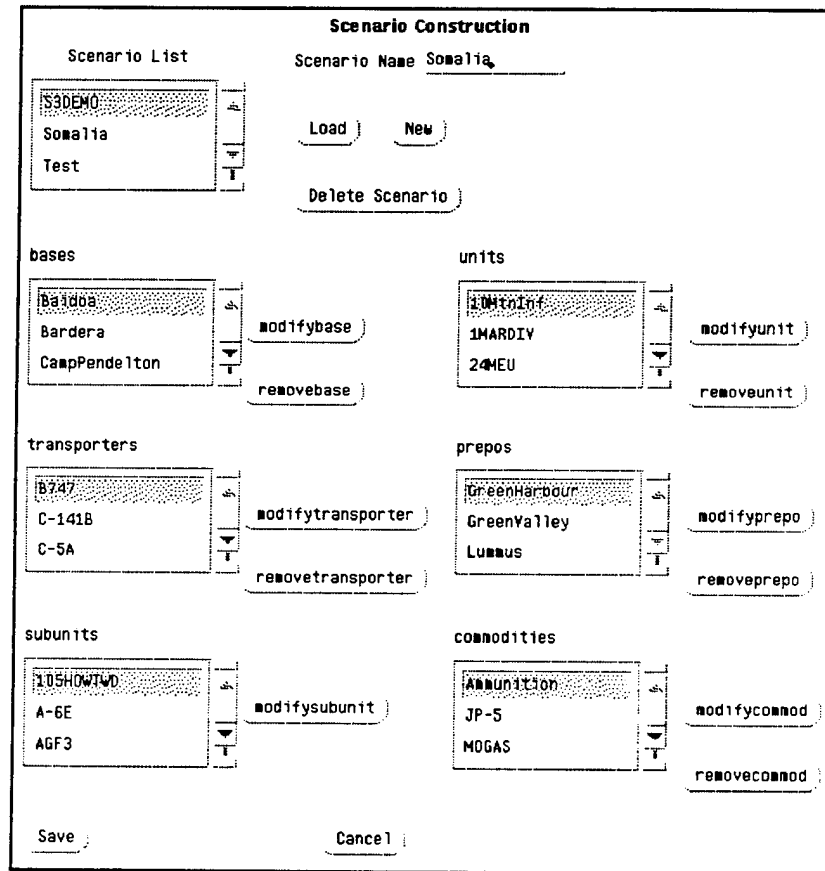 Scenario Construction
Scenario List
Scenario Name Somalia
S3DEMO
Somalia
Test
Load
New
Delete Scenario
bases
Baidoa
Bardera
CampPendelton
modifybase
removebase
units
10MtnInf
1MARDIV
24MEU
modifyunit
removeunit
transporters
B747
C-141B
C-5A
modifytransporter
removetransporter
prepos
GreenHarbour
GreenValley
Lummus
modifyprepo
removeprepo
subunits
105HOWTWD
A-6E
AGF3
modifysubunit
commodities
Ammunition
JP-5
MOGAS
modifycommod
removecommod
Save
Cancel